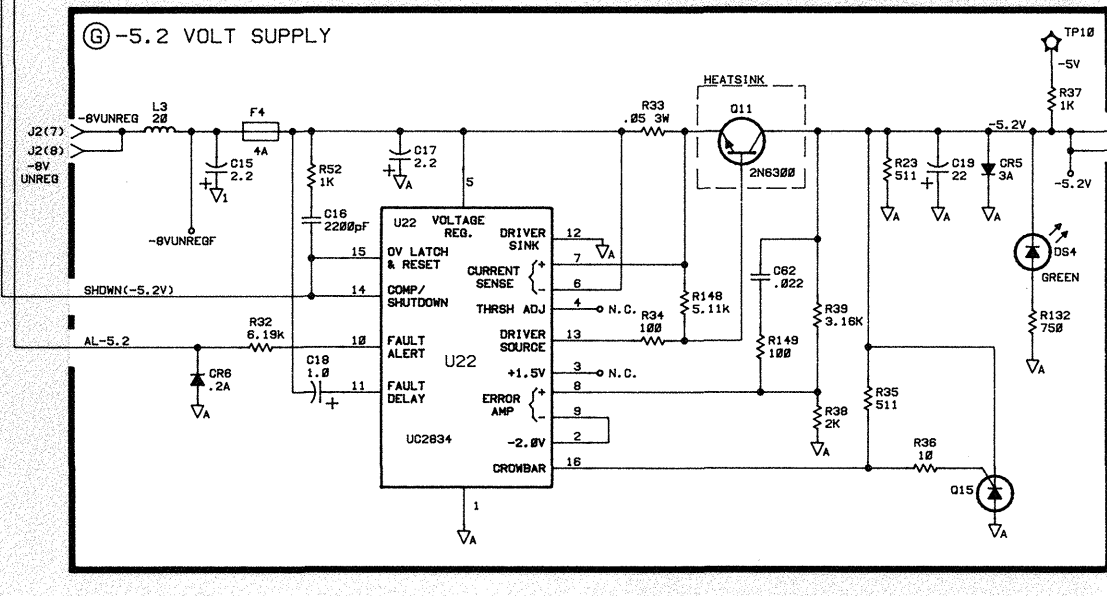 G -5.2 VOLT SUPPLY
TP10
-5V
R37
1K
HEATSINK
Q11
2N6300
R33
.05 3W
-8VUNREG
L3
20
F4
4A
J2(7)
J2(8)
-8V
UNREG
C15
2.2
1
-8VUNREGF
R52
1K
C16
2200pF
C17
2.2
A
5
-5.2V
R23
511
A
C19
22
A
CR5
3A
A
-5.2V
DS4
GREEN
R132
750
A
U22
VOLTAGE
REG.
DRIVER
SINK
12
A
15
OV LATCH
& RESET
CURRENT
SENSE
+
7
-
6
SHDWN(-5.2V)
14
COMP/
SHUTDOWN
THRSH ADJ
4
N.C.
R148
5.11K
C62
.022
R39
3.16K
R34
100
R149
100
AL-5.2
R32
6.19K
10
FAULT
ALERT
U22
DRIVER
SOURCE
13
CR6
.2A
A
C18
1.0
11
FAULT
DELAY
+1.5V
3
N.C.
ERROR
AMP
+
8
-
9
UC2834
-2.0V
2
R38
2K
A
R35
511
CROWBAR
16
R36
10
Q15
A
1
A